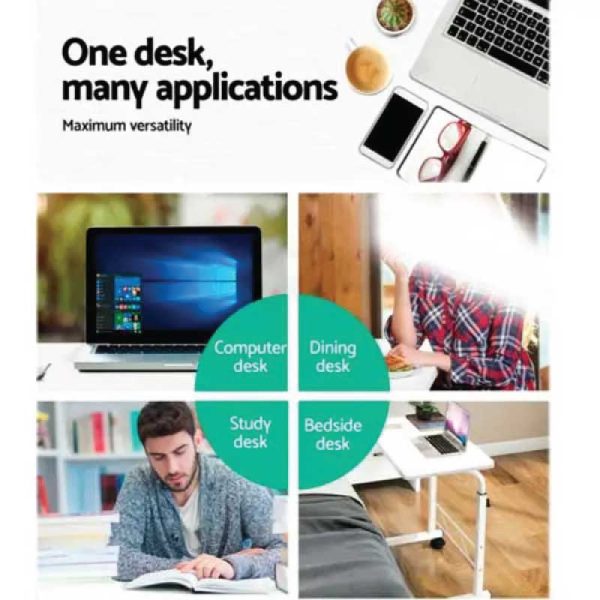 One desk,
many applications
Maximum versatility
Computer
desk
Dining
desk
Study
desk
Bedside
desk